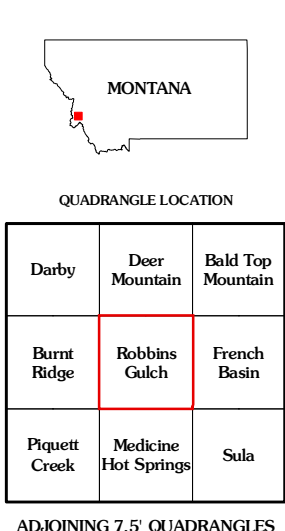 MONTANA
QUADRANGLE LOCATION
Darby
Deer
Mountain
Bald Top
Mountain
Burnt
Ridge
Robbins
Gulch
French
Basin
Piquett
Creek
Medicine
Hot Springs
Sula
ADJOINING 7.5' QUADRANGLES